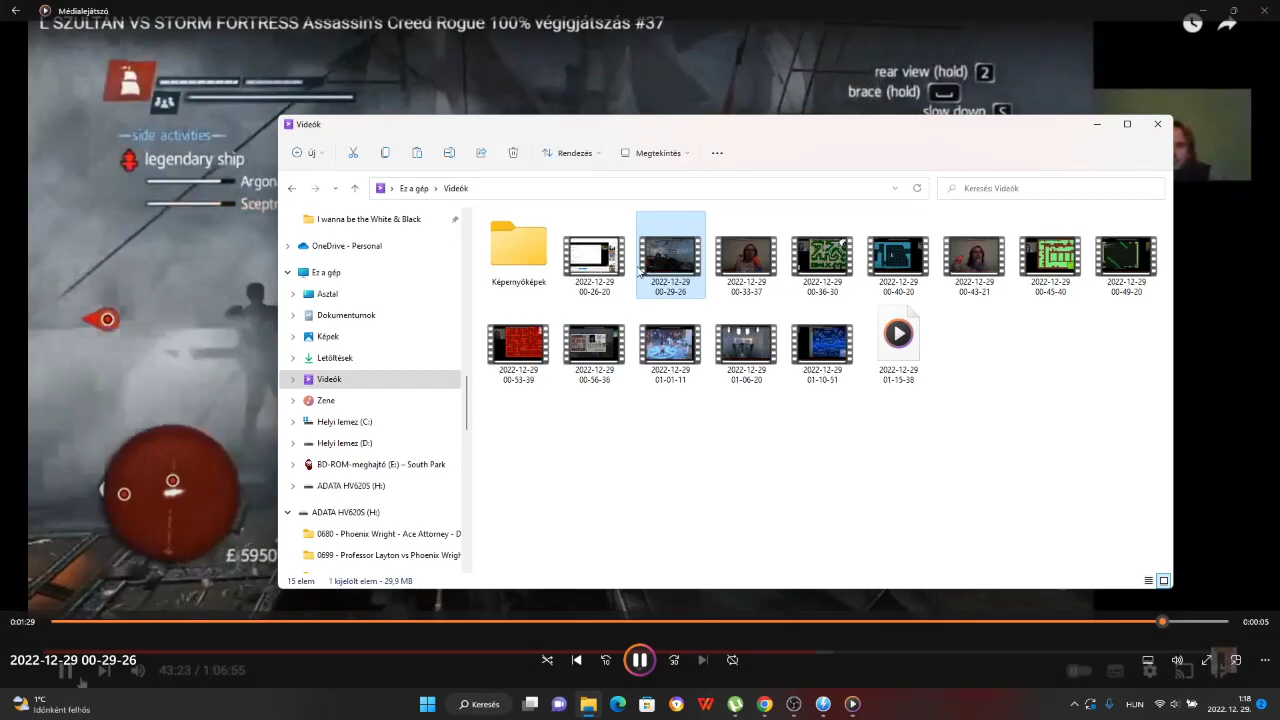 Médialejátszó
L SZULTÁN VS STORM FORTRESS Assassin's Creed Rogue 100% végigjátszás #37
rear view (hold) 2
brace (hold)
slow down S
side activities
legendary ship
Argon
Sceptr
£ 5950
Videók
Új
Rendezés
Megtekintés
Ez a gép
Videók
Keresés: Videók
I wanna be the White & Black
OneDrive - Personal
Ez a gép
Asztal
Dokumentumok
Képek
Letöltések
Videók
Zene
Helyi lemez (C:)
Helyi lemez (D:)
BD-ROM-meghajtó (E:) – South Park
ADATA HV620S (H:)
ADATA HV620S (H:)
0680 - Phoenix Wright - Ace Attorney - D
0699 - Professor Layton vs Phoenix Wrigh
Képernyőképek
2022-12-29 00-26-20
2022-12-29 00-29-26
2022-12-29 00-33-37
2022-12-29 00-36-30
2022-12-29 00-40-20
2022-12-29 00-43-21
2022-12-29 00-45-40
2022-12-29 00-49-20
2022-12-29 00-53-39
2022-12-29 00-56-36
2022-12-29 01-01-11
2022-12-29 01-06-20
2022-12-29 01-10-51
2022-12-29 01-15-38
15 elem
1 kijelölt elem - 29,9 MB
0:01:29
0:00:05
2022-12-29 00-29-26
10
30
43:23 / 1:06:55
1°C
Időnként felhős
Keresés
HUN
1:18
2022. 12. 29.
2